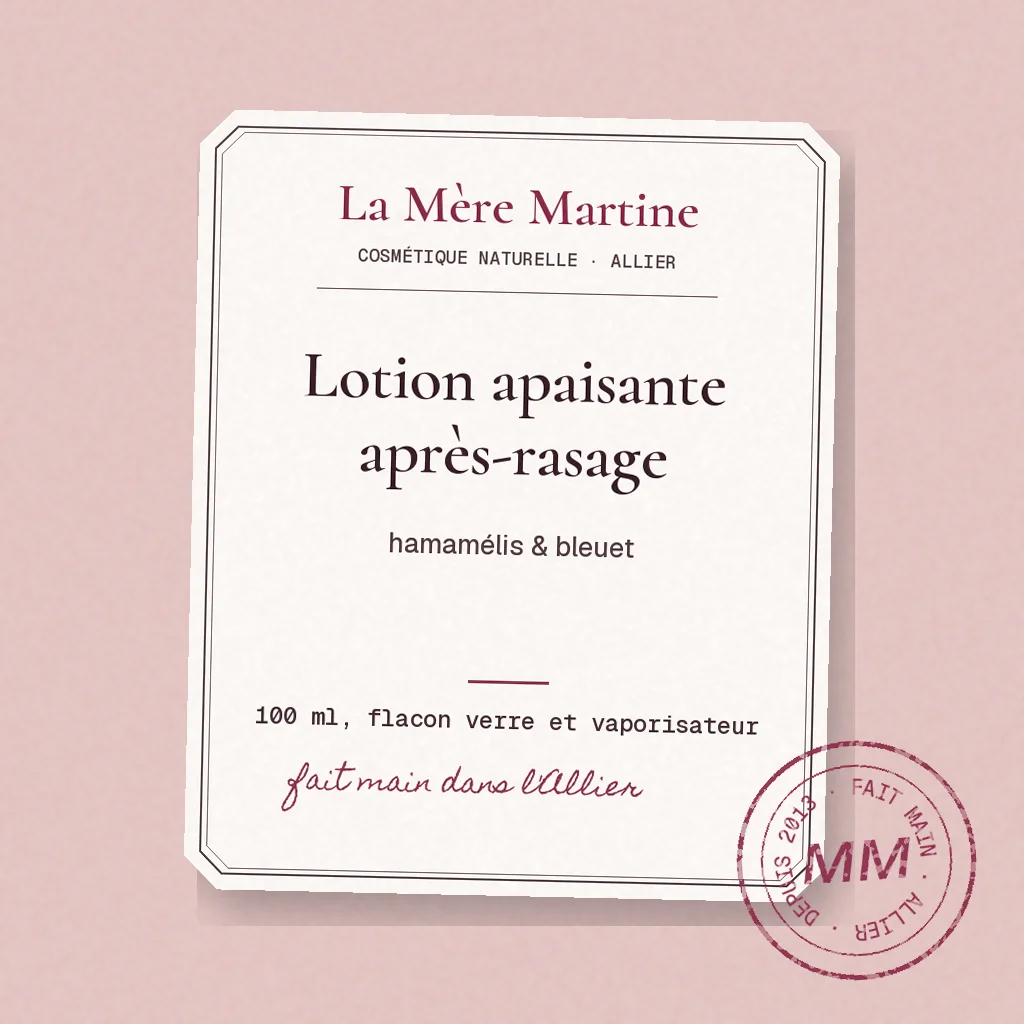 La Mère Martine
COSMÉTIQUE NATURELLE · ALLIER
Lotion apaisante
après-rasage
hamamélis & bleuet
100 ml, flacon verre et vaporisateur
fait main dans l'Allier
DEPUIS 2013 · FAIT MAIN · ALLIER ·
MM